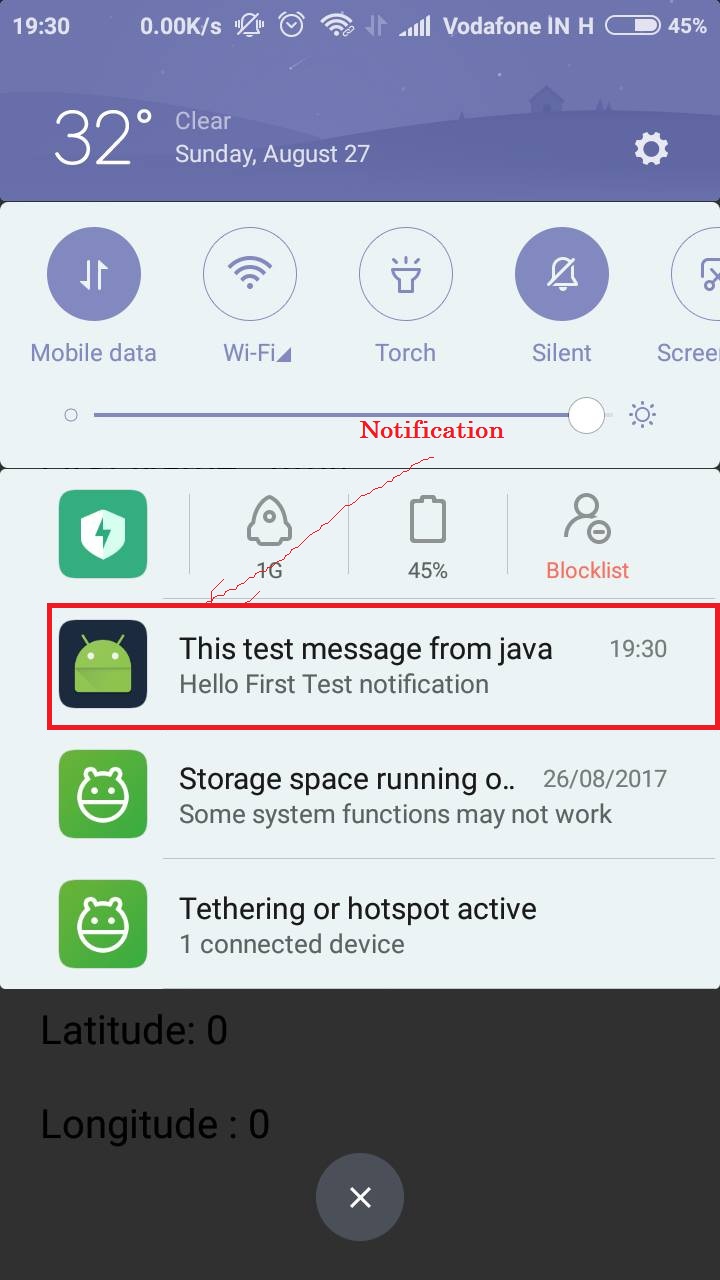 19:30 0.00K/s Vodafone IN H 45%
32° Clear
Sunday, August 27
Mobile data Wi-Fi Torch Silent Screen
Notification
1G 45% Blocklist
This test message from java 19:30
Hello First Test notification
Storage space running o.. 26/08/2017
Some system functions may not work
Tethering or hotspot active
1 connected device
Latitude: 0
Longitude : 0